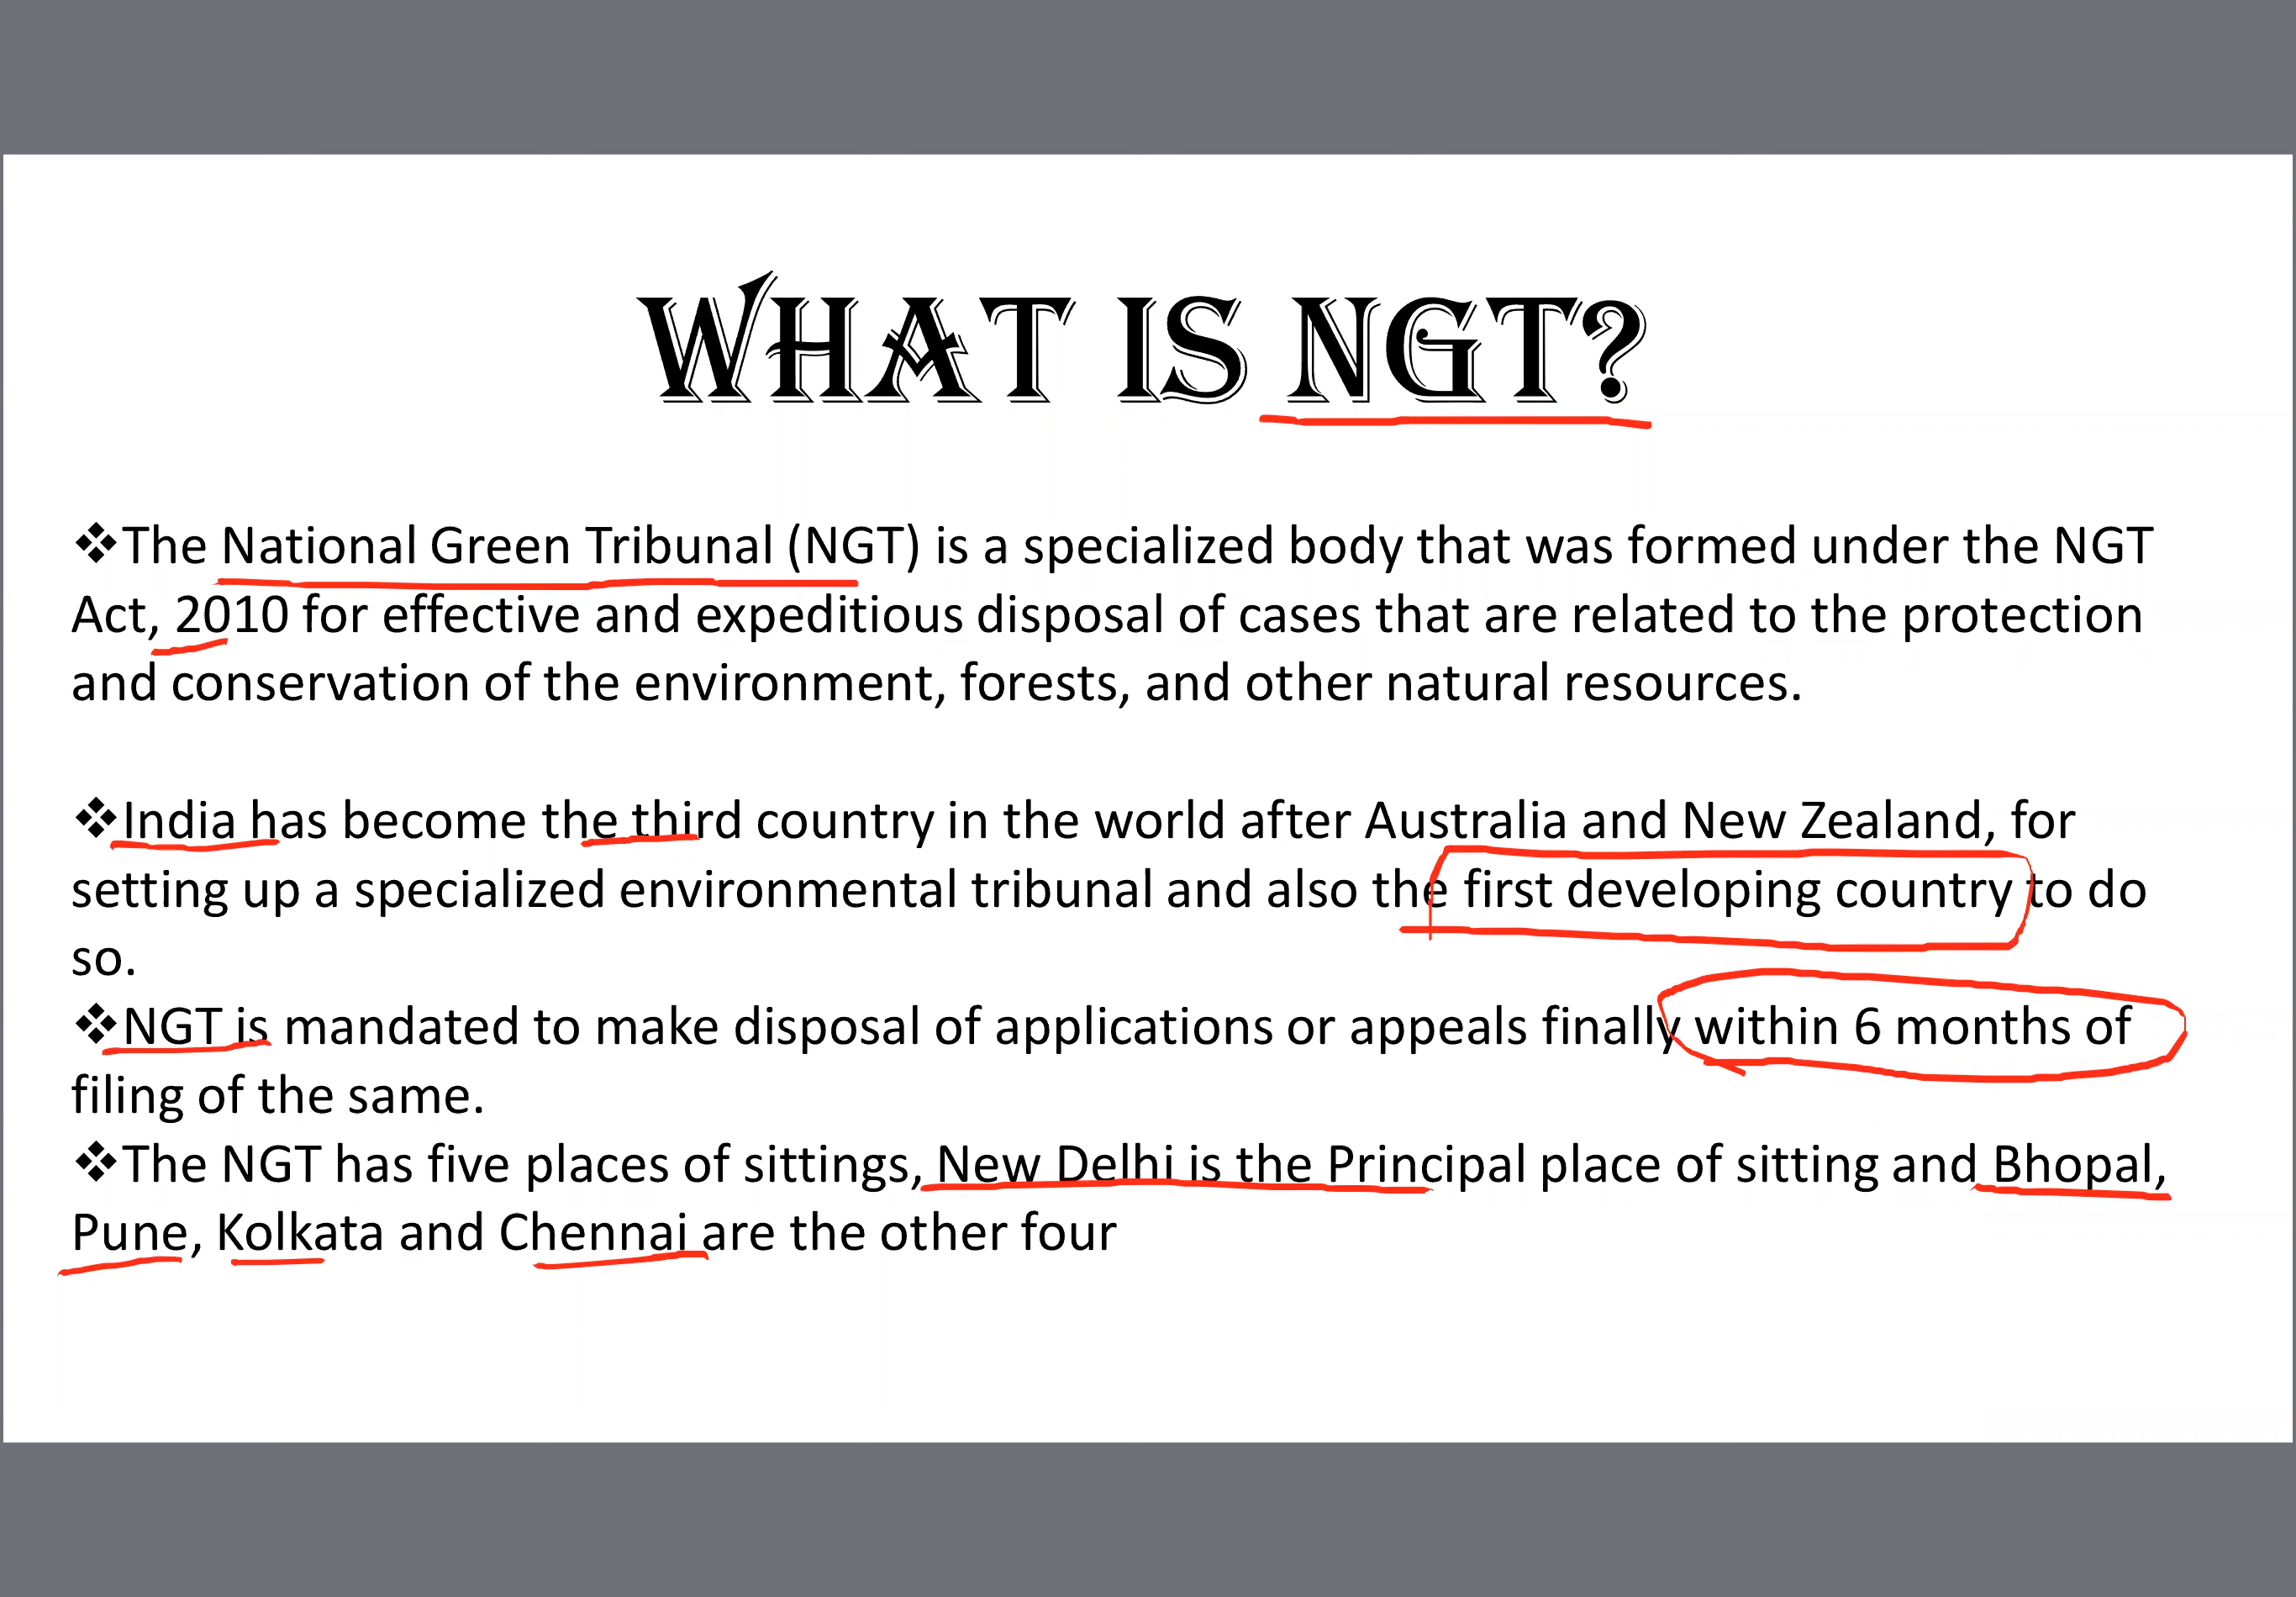 WHAT IS NGT?
❖The National Green Tribunal (NGT) is a specialized body that was formed under the NGT
Act, 2010 for effective and expeditious disposal of cases that are related to the protection
and conservation of the environment, forests, and other natural resources.
❖India has become the third country in the world after Australia and New Zealand, for
setting up a specialized environmental tribunal and also the first developing country to do
so.
❖NGT is mandated to make disposal of applications or appeals finally within 6 months of
filing of the same.
❖The NGT has five places of sittings, New Delhi is the Principal place of sitting and Bhopal,
Pune, Kolkata and Chennai are the other four